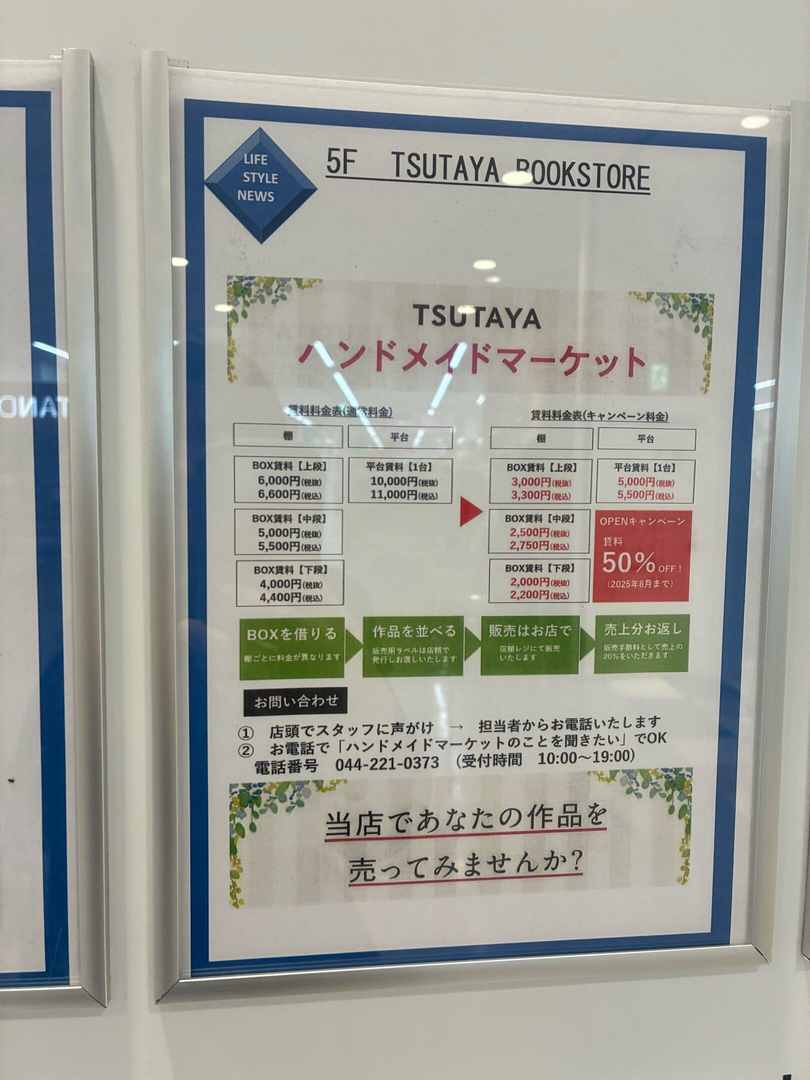 LIFE
STYLE
NEWS
5F TSUTAYA BOOKSTORE
TSUTAYA
ハンドメイドマーケット
賃料料金表(通常料金)
棚 平台
BOX賃料【上段】 平台賃料【1台】
6,000円(税抜) 10,000円(税抜)
6,600円(税込) 11,000円(税込)
BOX賃料【中段】
5,000円(税抜)
5,500円(税込)
BOX賃料【下段】
4,000円(税抜)
4,400円(税込)
賃料料金表(キャンペーン料金)
棚 平台
BOX賃料【上段】 平台賃料【1台】
3,000円(税抜) 5,000円(税抜)
3,300円(税込) 5,500円(税込)
BOX賃料【中段】
2,500円(税抜)
2,750円(税込)
BOX賃料【下段】
2,000円(税抜)
2,200円(税込)
OPENキャンペーン
賃料
50%OFF！
（2025年8月まで）
BOXを借りる
棚ごとに料金が異なります
作品を並べる
販売用ラベルは店頭で
発行しお渡しいたします
販売はお店で
店頭レジにて販売
いたします
売上分お返し
販売手数料として売上の
20%をいただきます
お問い合わせ
① 店頭でスタッフに声がけ → 担当者からお電話いたします
② お電話で「ハンドメイドマーケットのことを聞きたい」でOK
電話番号 044-221-0373 （受付時間 10:00～19:00）
当店であなたの作品を
売ってみませんか?